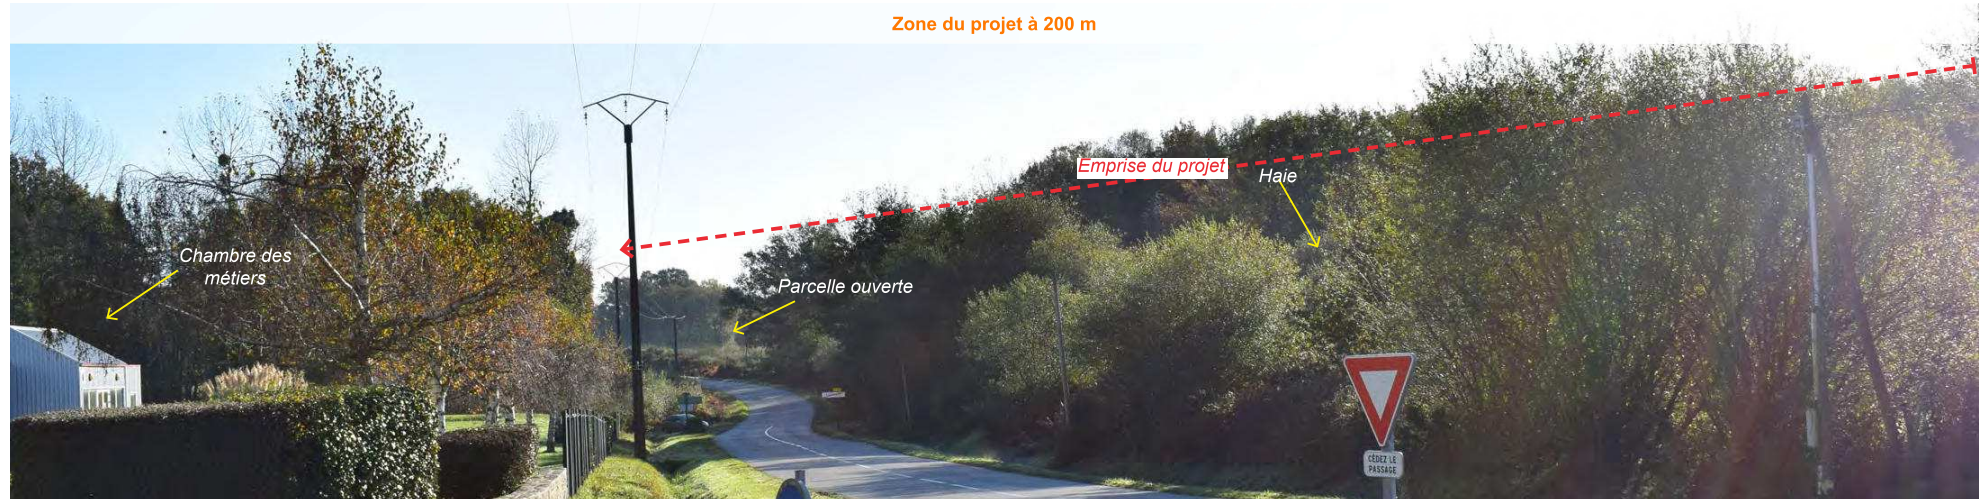 Zone du projet à 200 m
Emprise du projet
Haie
Chambre des
métiers
Parcelle ouverte
CÉDEZ LE
PASSAGE